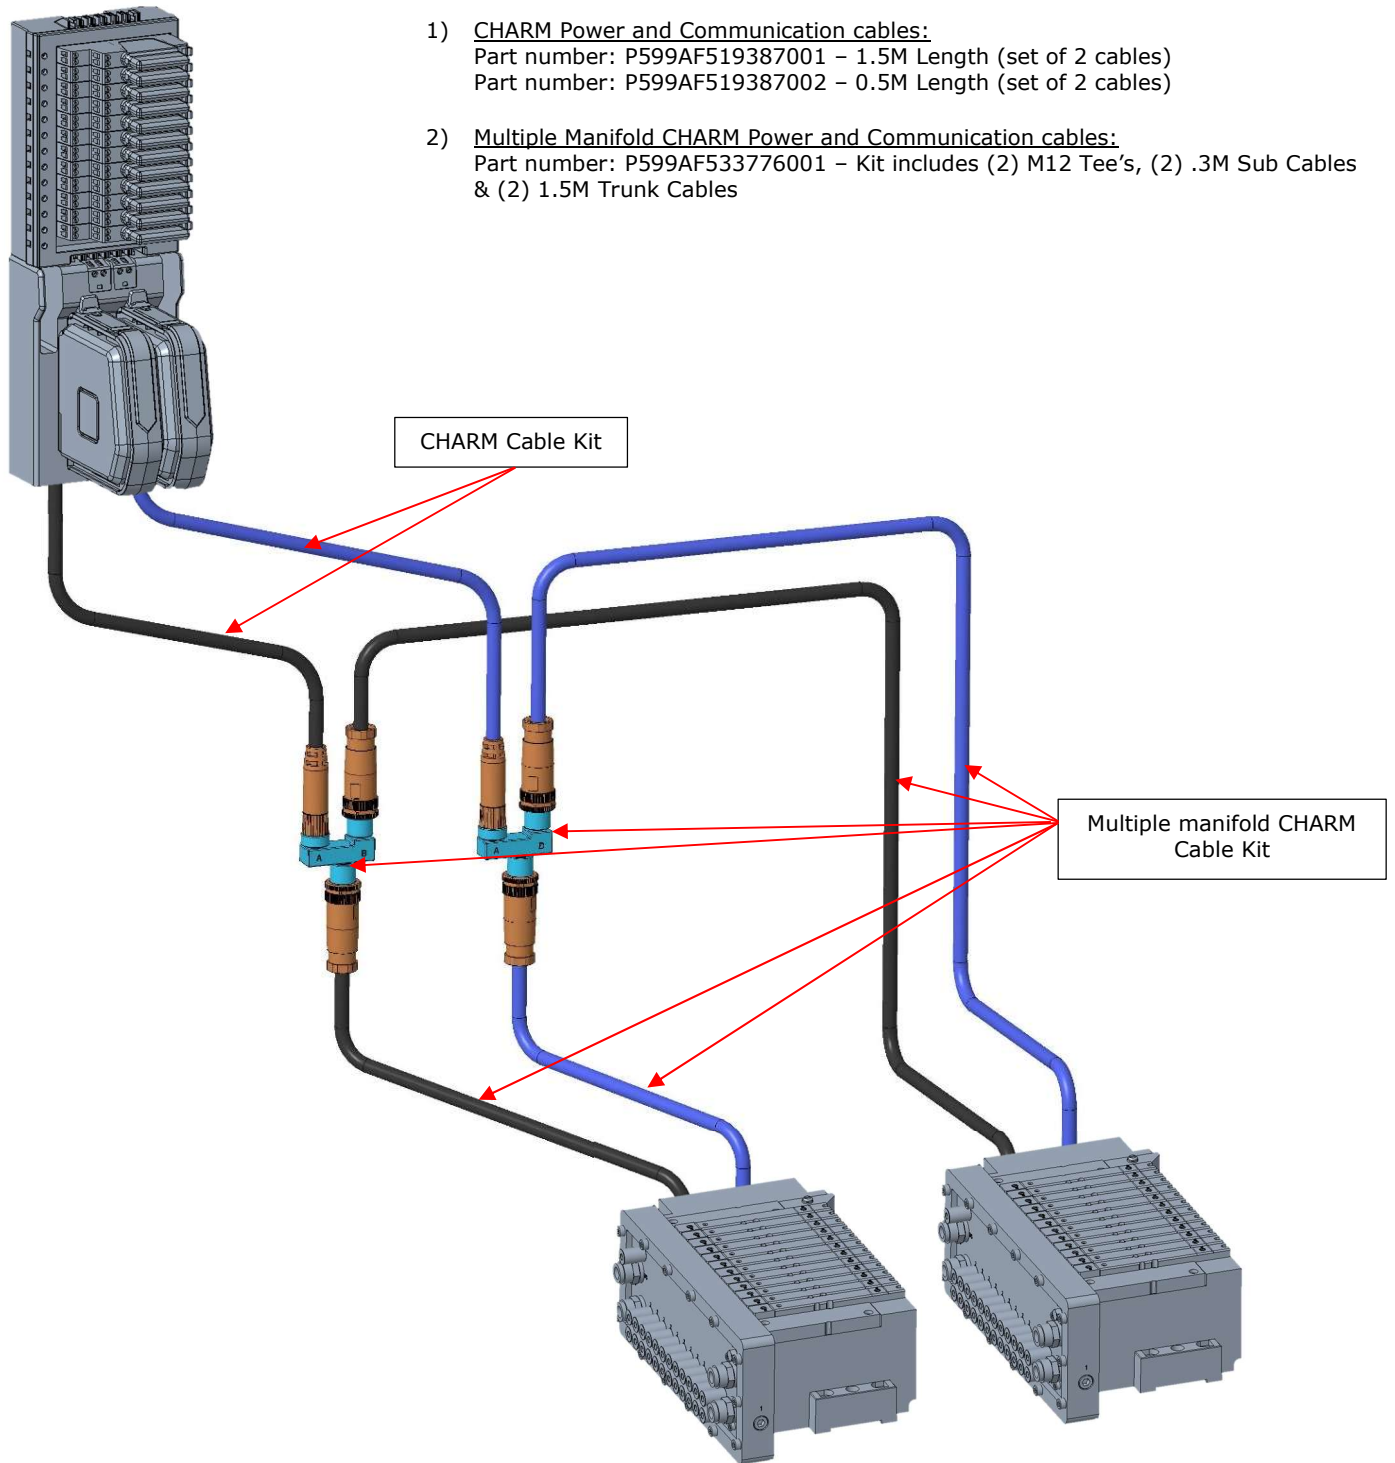 1) CHARM Power and Communication cables:
Part number: P599AF519387001 – 1.5M Length (set of 2 cables)
Part number: P599AF519387002 – 0.5M Length (set of 2 cables)
2) Multiple Manifold CHARM Power and Communication cables:
Part number: P599AF533776001 – Kit includes (2) M12 Tee’s, (2) .3M Sub Cables
& (2) 1.5M Trunk Cables
CHARM Cable Kit
A B
A D
Multiple manifold CHARM
Cable Kit
1
1